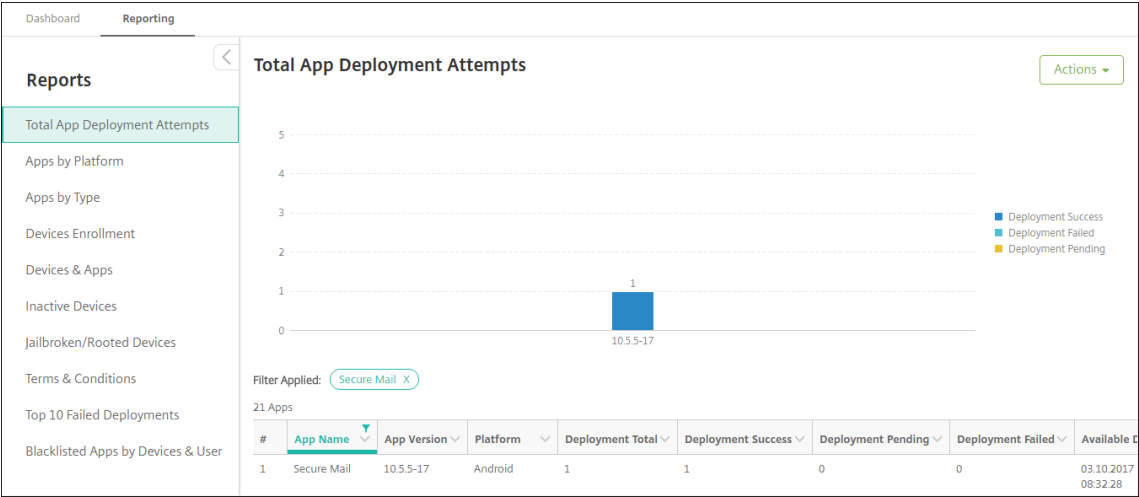 Dashboard Reporting
Reports
Total App Deployment Attempts
Apps by Platform
Apps by Type
Devices Enrollment
Devices & Apps
Inactive Devices
Jailbroken/Rooted Devices
Terms & Conditions
Top 10 Failed Deployments
Blacklisted Apps by Devices & User
Total App Deployment Attempts
Actions
5
4
3
2
1
0
1
10.5.5-17
Deployment Success
Deployment Failed
Deployment Pending
Filter Applied: Secure Mail X
21 Apps
# App Name App Version Platform Deployment Total Deployment Success Deployment Pending Deployment Failed Available D
1 Secure Mail 10.5.5-17 Android 1 1 0 0 03.10.2017
08:32:28